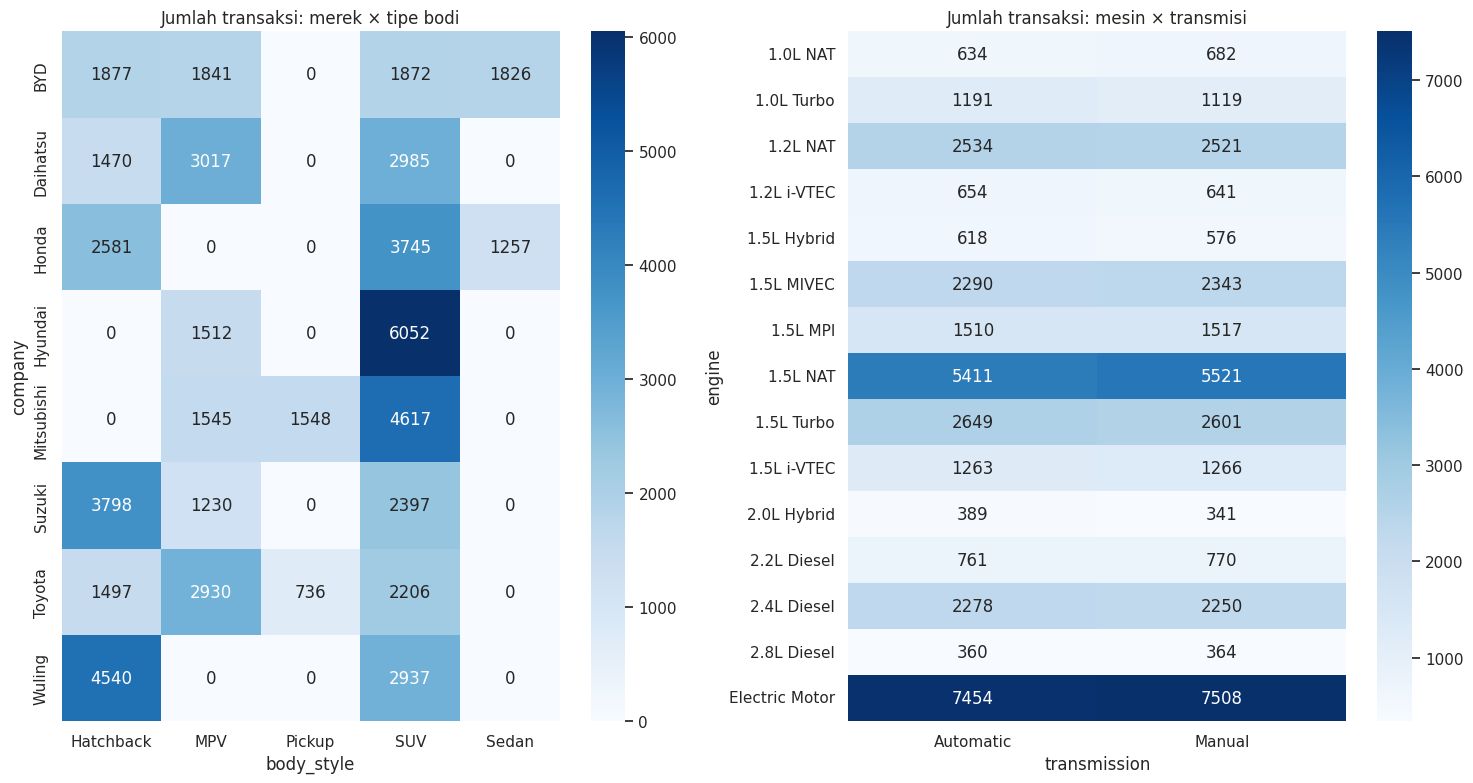 Jumlah transaksi: merek × tipe bodi
company
BYD 1877 1841 0 1872 1826
Daihatsu 1470 3017 0 2985 0
Honda 2581 0 0 3745 1257
Hyundai 0 1512 0 6052 0
Mitsubishi 0 1545 1548 4617 0
Suzuki 3798 1230 0 2397 0
Toyota 1497 2930 736 2206 0
Wuling 4540 0 0 2937 0
Hatchback MPV Pickup SUV Sedan
body_style
6000
5000
4000
3000
2000
1000
0
Jumlah transaksi: mesin × transmisi
engine
1.0L NAT 634 682
1.0L Turbo 1191 1119
1.2L NAT 2534 2521
1.2L i-VTEC 654 641
1.5L Hybrid 618 576
1.5L MIVEC 2290 2343
1.5L MPI 1510 1517
1.5L NAT 5411 5521
1.5L Turbo 2649 2601
1.5L i-VTEC 1263 1266
2.0L Hybrid 389 341
2.2L Diesel 761 770
2.4L Diesel 2278 2250
2.8L Diesel 360 364
Electric Motor 7454 7508
Automatic Manual
transmission
7000
6000
5000
4000
3000
2000
1000